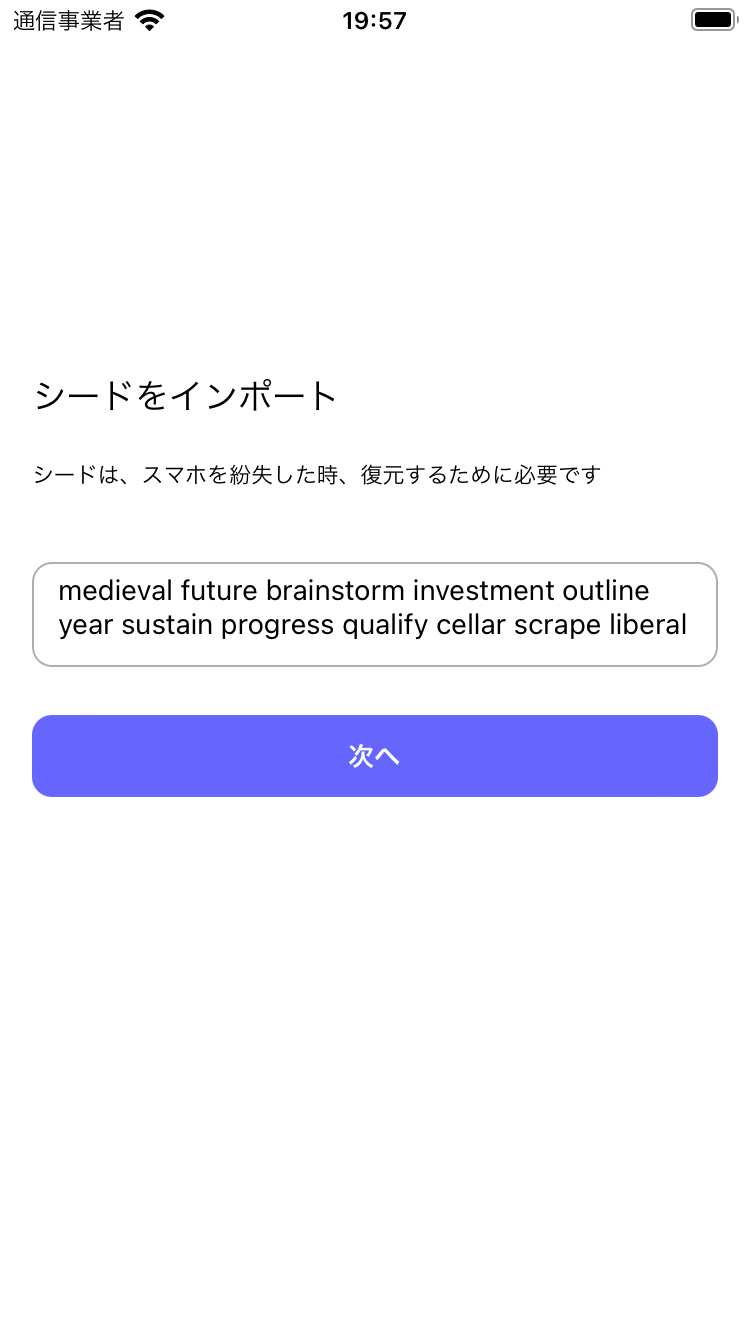 通信事業者 19:57
シードをインポート
シードは、スマホを紛失した時、復元するために必要です
medieval future brainstorm investment outline
year sustain progress qualify cellar scrape liberal
次へ